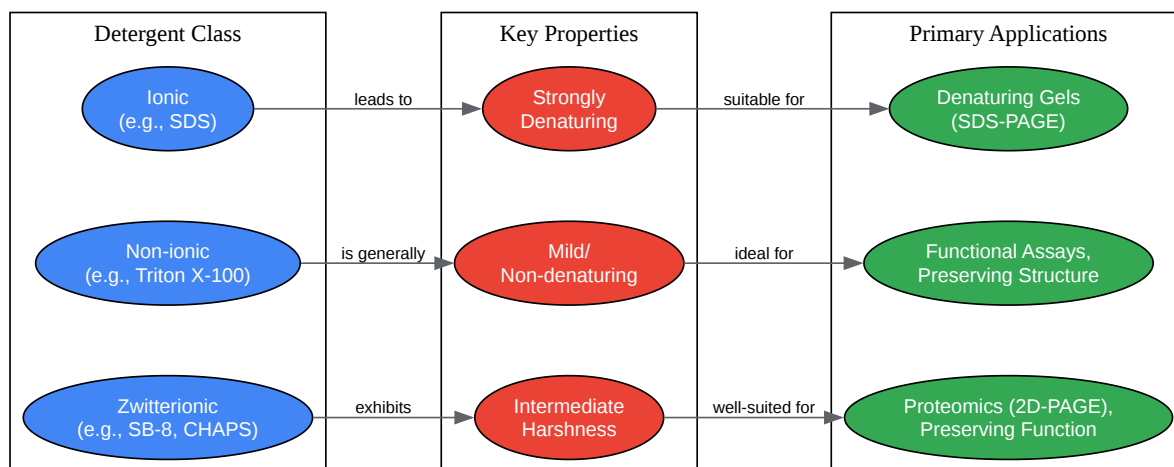 Detergent Class
Key Properties
Primary Applications
Ionic
(e.g., SDS)
leads to
Strongly
Denaturing
suitable for
Denaturing Gels
(SDS-PAGE)
Non-ionic
(e.g., Triton X-100)
is generally
Mild/
Non-denaturing
ideal for
Functional Assays,
Preserving Structure
Zwitterionic
(e.g., SB-8, CHAPS)
exhibits
Intermediate
Harshness
well-suited for
Proteomics (2D-PAGE),
Preserving Function